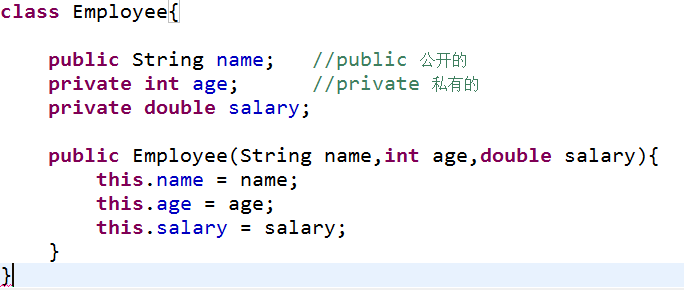 class Employee{
public String name;   //public 公开的
private int age;      //private 私有的
private double salary;
public Employee(String name,int age,double salary){
this.name = name;
this.age = age;
this.salary = salary;
}
}